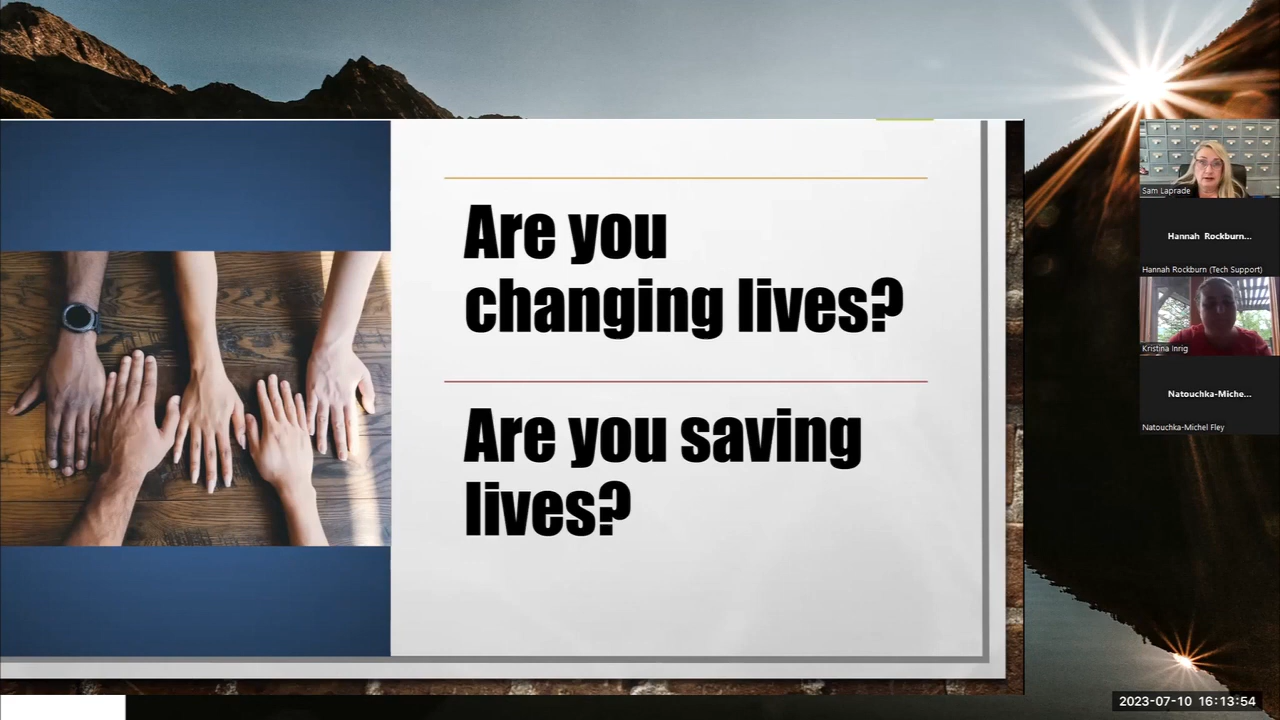 Are you
changing lives?
Are you saving
lives?
Sam Laprade
Hannah Rockburn...
Hannah Rockburn (Tech Support)
Kristina Inrig
Natouchka-Miche...
Natouchka-Michel Fley
2023-07-10 16:13:54